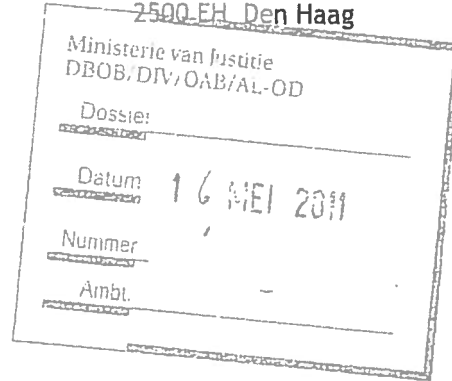 2500 EH Den Haag
Ministerie van Justitie
DBOB/DIV/OAB/AL-OD
Dossier
Datum 16 MEI 2011
Nummer
Ambt.